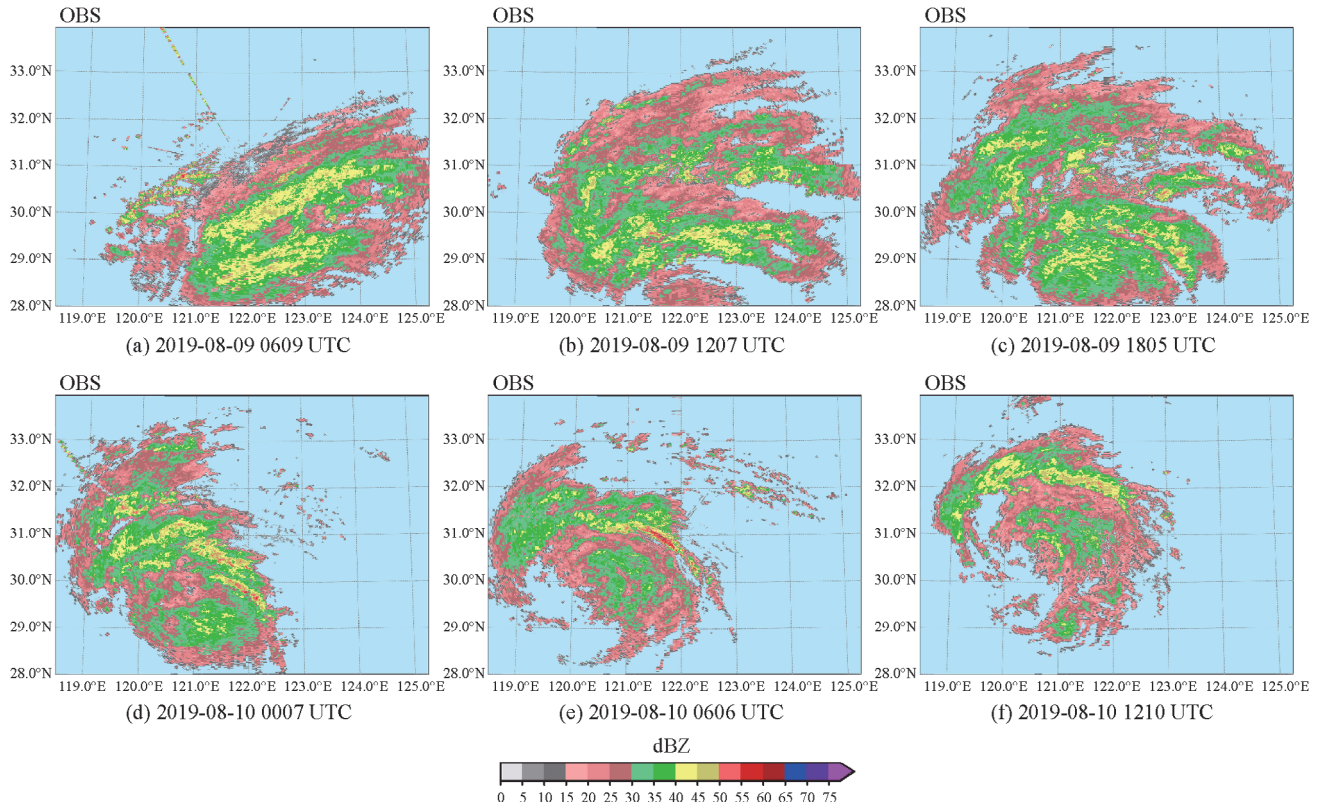 OBS OBS OBS
33.0°N 33.0°N 33.0°N
32.0°N 32.0°N 32.0°N
31.0°N 31.0°N 31.0°N
30.0°N 30.0°N 30.0°N
29.0°N 29.0°N 29.0°N
28.0°N 28.0°N 28.0°N
119.0°E 120.0°E 121.0°E 122.0°E 123.0°E 124.0°E 125.0°E 119.0°E 120.0°E 121.0°E 122.0°E 123.0°E 124.0°E 125.0°E 119.0°E 120.0°E 121.0°E 122.0°E 123.0°E 124.0°E 125.0°E
(a) 2019-08-09 0609 UTC (b) 2019-08-09 1207 UTC (c) 2019-08-09 1805 UTC
OBS OBS OBS
33.0°N 33.0°N 33.0°N
32.0°N 32.0°N 32.0°N
31.0°N 31.0°N 31.0°N
30.0°N 30.0°N 30.0°N
29.0°N 29.0°N 29.0°N
28.0°N 28.0°N 28.0°N
119.0°E 120.0°E 121.0°E 122.0°E 123.0°E 124.0°E 125.0°E 119.0°E 120.0°E 121.0°E 122.0°E 123.0°E 124.0°E 125.0°E 119.0°E 120.0°E 121.0°E 122.0°E 123.0°E 124.0°E 125.0°E
(d) 2019-08-10 0007 UTC (e) 2019-08-10 0606 UTC (f) 2019-08-10 1210 UTC
dBZ
0 5 10 15 20 25 30 35 40 45 50 55 60 65 70 75